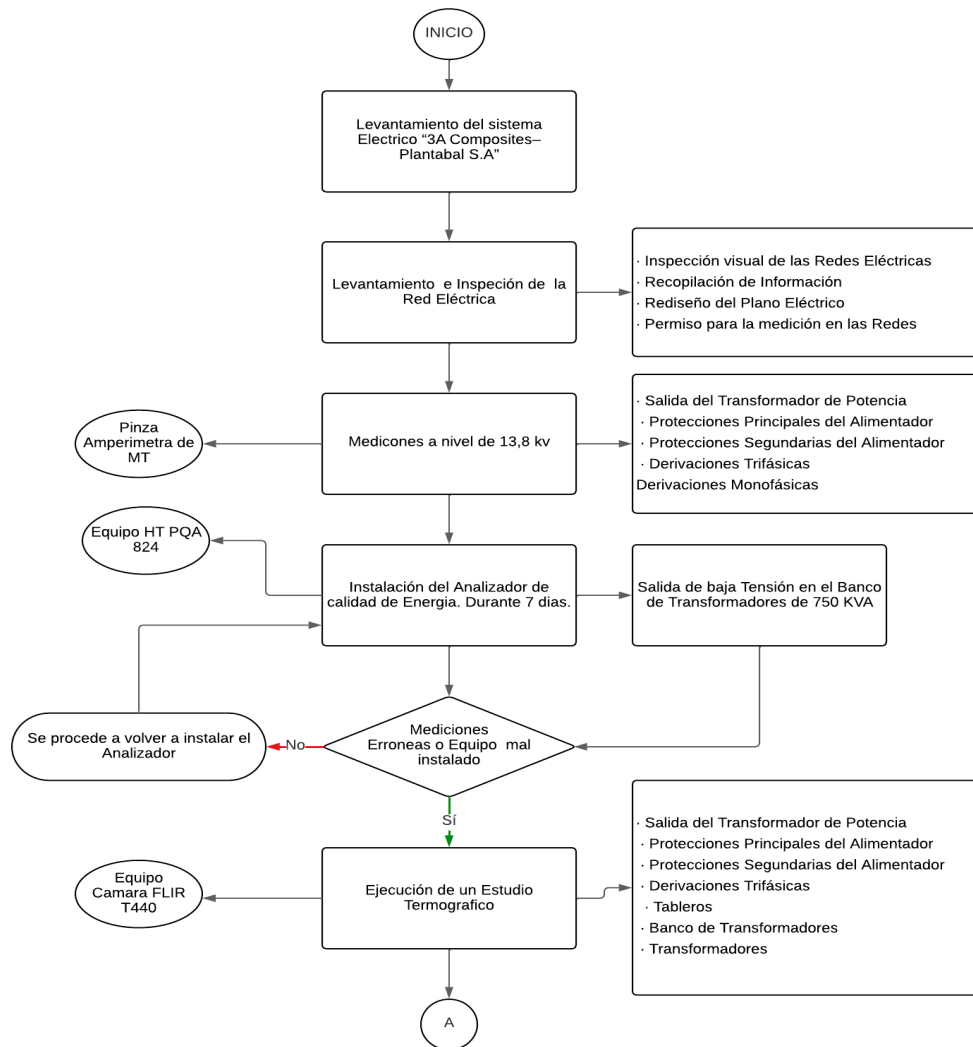 INICIO
Levantamiento del sistema
Electrico “3A Composites–
Plantabal S.A”
Levantamiento e Inspeción de la
Red Eléctrica
· Inspección visual de las Redes Eléctricas
· Recopilación de Información
· Rediseño del Plano Eléctrico
· Permiso para la medición en las Redes
Pinza
Amperimetra de
MT
Medicones a nivel de 13,8 kv
· Salida del Transformador de Potencia
· Protecciones Principales del Alimentador
· Protecciones Segundarias del Alimentador
· Derivaciones Trifásicas
Derivaciones Monofásicas
Equipo HT PQA
824
Instalación del Analizador de
calidad de Energia. Durante 7 dias.
Salida de baja Tensión en el Banco
de Transformadores de 750 KVA
Se procede a volver a instalar el
Analizador
No
Mediciones
Erroneas o Equipo mal
instalado
Sí
Equipo
Camara FLIR
T440
Ejecución de un Estudio
Termografico
· Salida del Transformador de Potencia
· Protecciones Principales del Alimentador
· Protecciones Segundarias del Alimentador
· Derivaciones Trifásicas
· Tableros
· Banco de Transformadores
· Transformadores
A